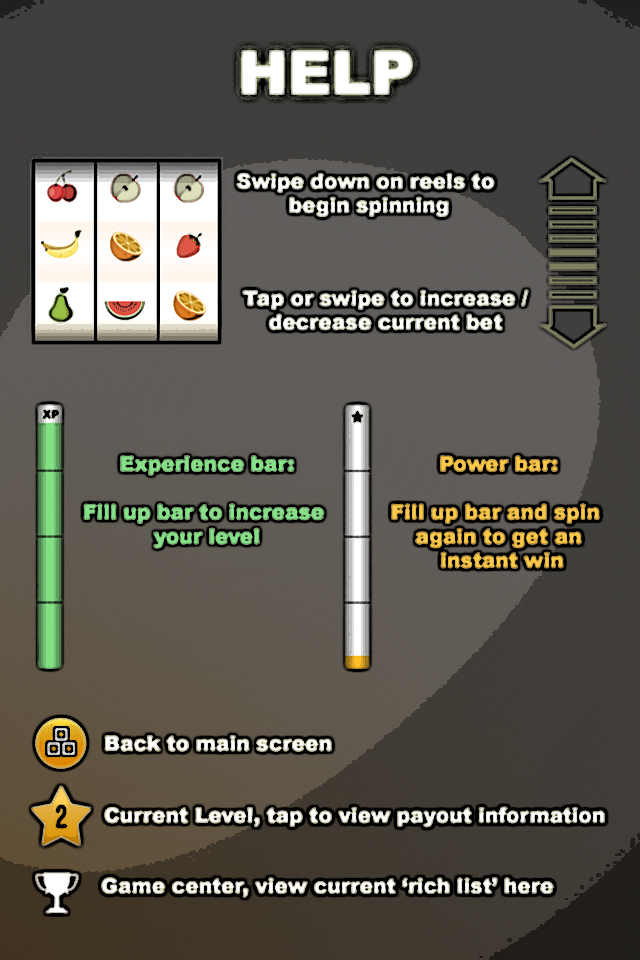 HELP
Swipe down on reels to
begin spinning
Tap or swipe to increase /
decrease current bet
XP
Experience bar:
Fill up bar to increase
your level
Power bar:
Fill up bar and spin
again to get an
instant win
Back to main screen
2
Current Level, tap to view payout information
Game center, view current ‘rich list’ here